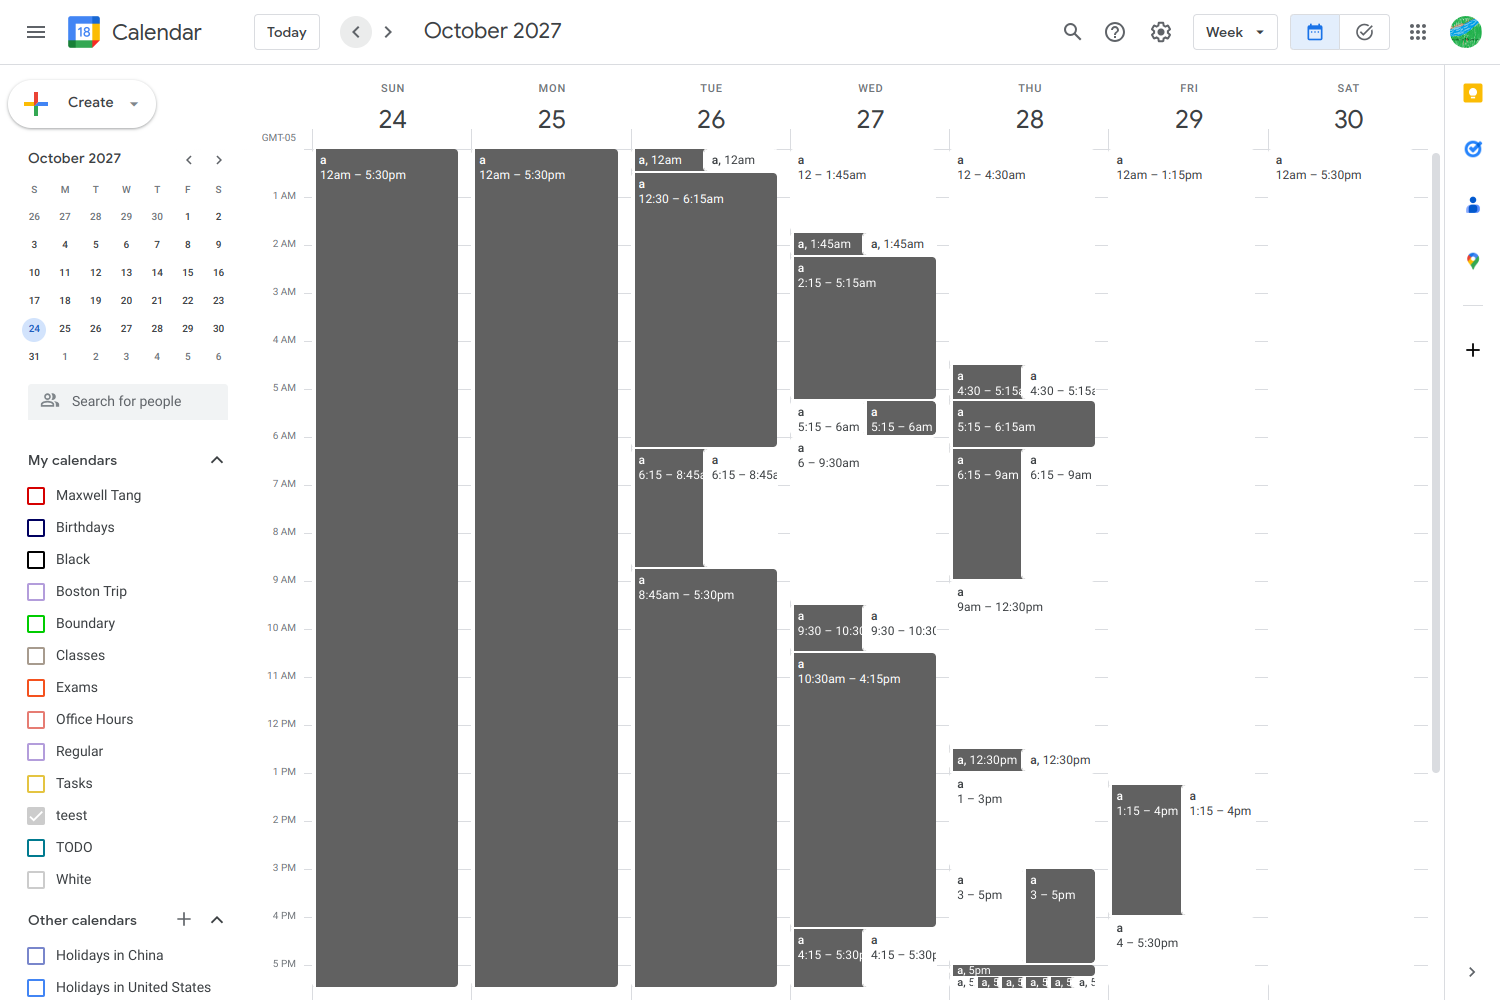 18 Calendar
Today
October 2027
Week
Create
October 2027
S M T W T F S
26 27 28 29 30 1 2
3 4 5 6 7 8 9
10 11 12 13 14 15 16
17 18 19 20 21 22 23
24 25 26 27 28 29 30
31 1 2 3 4 5 6
Search for people
My calendars
Maxwell Tang
Birthdays
Black
Boston Trip
Boundary
Classes
Exams
Office Hours
Regular
Tasks
teest
TODO
White
Other calendars
Holidays in China
Holidays in United States
GMT-05
1 AM
2 AM
3 AM
4 AM
5 AM
6 AM
7 AM
8 AM
9 AM
10 AM
11 AM
12 PM
1 PM
2 PM
3 PM
4 PM
5 PM
SUN
24
a
12am – 5:30pm
MON
25
a
12am – 5:30pm
TUE
26
a, 12am
a, 12am
a
12:30 – 6:15am
a
6:15 – 8:45a
a
6:15 – 8:45a
a
8:45am – 5:30pm
WED
27
a
12 – 1:45am
a, 1:45am
a, 1:45am
a
2:15 – 5:15am
a
5:15 – 6am
a
5:15 – 6am
a
6 – 9:30am
a
9:30 – 10:30
a
9:30 – 10:30
a
10:30am – 4:15pm
a
4:15 – 5:30p
a
4:15 – 5:30p
THU
28
a
12 – 4:30am
a
4:30 – 5:15a
a
4:30 – 5:15a
a
5:15 – 6:15am
a
6:15 – 9am
a
6:15 – 9am
a
9am – 12:30pm
a, 12:30pm
a, 12:30pm
a
1 – 3pm
a
3 – 5pm
a
3 – 5pm
a, 5pm
a, 5
a, 5
a, 5
a, 5
a, 5
a, 5
FRI
29
a
12am – 1:15pm
a
1:15 – 4pm
a
1:15 – 4pm
a
4 – 5:30pm
SAT
30
a
12am – 5:30pm